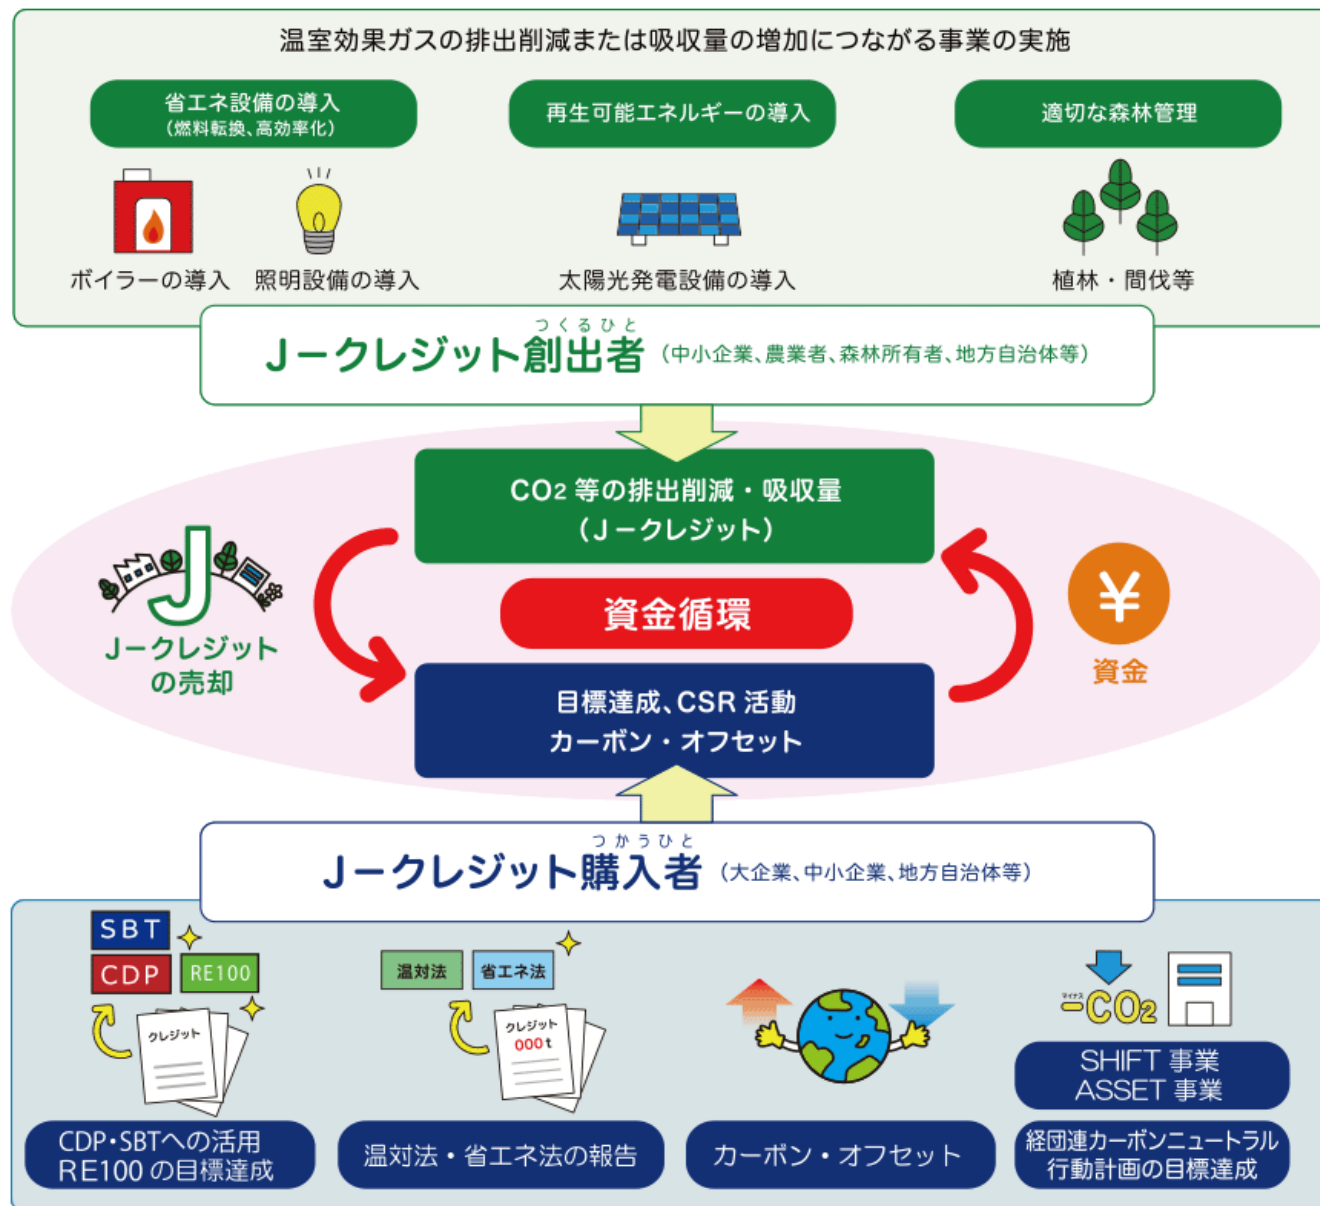 温室効果ガスの排出削減または吸収量の増加につながる事業の実施
省エネ設備の導入
（燃料転換、高効率化）
再生可能エネルギーの導入
適切な森林管理
ボイラーの導入
照明設備の導入
太陽光発電設備の導入
植林・間伐等
つくるひと
J－クレジット創出者（中小企業、農業者、森林所有者、地方自治体等）
CO2 等の排出削減・吸収量
（J－クレジット）
J
J－クレジット
の売却
資金循環
¥
資金
目標達成、CSR 活動
カーボン・オフセット
つかうひと
J－クレジット購入者（大企業、中小企業、地方自治体等）
SBT
CDP
RE100
クレジット
CDP・SBTへの活用
RE100 の目標達成
温対法
省エネ法
クレジット
000t
温対法・省エネ法の報告
カーボン・オフセット
マイナス
－CO2
SHIFT 事業
ASSET 事業
経団連カーボンニュートラル
行動計画の目標達成